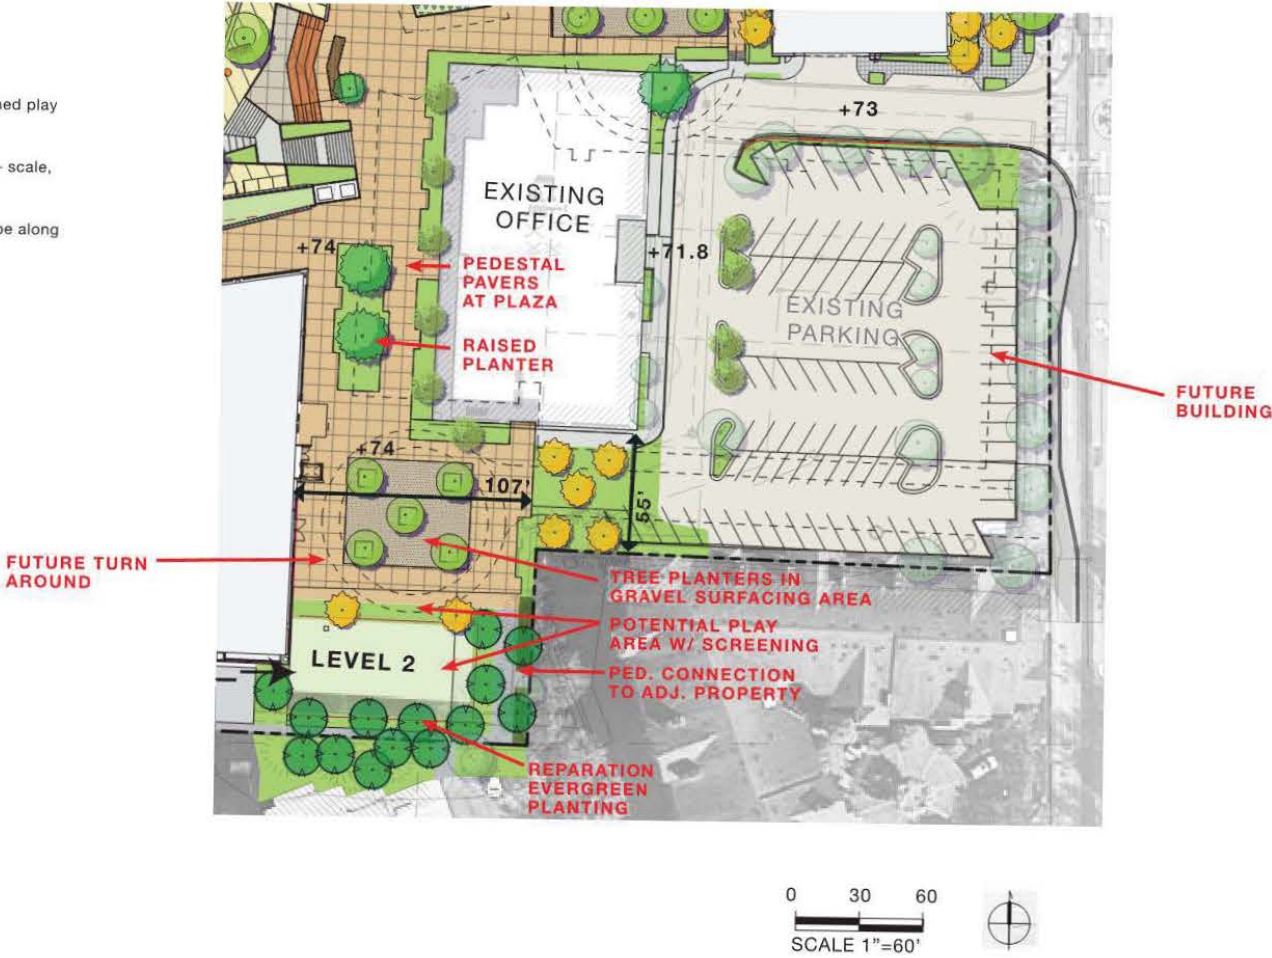 ned play
scale,
pe along
+73
EXISTING
OFFICE
+74
+71.8
PEDESTAL
PAVERS
AT PLAZA
EXISTING
PARKING
RAISED
PLANTER
FUTURE
BUILDING
+74
107'
55'
FUTURE TURN
AROUND
TREE PLANTERS IN
GRAVEL SURFACING AREA
POTENTIAL PLAY
AREA W/ SCREENING
LEVEL 2
PED. CONNECTION
TO ADJ. PROPERTY
REPARATION
EVERGREEN
PLANTING
0 30 60
SCALE 1"=60'